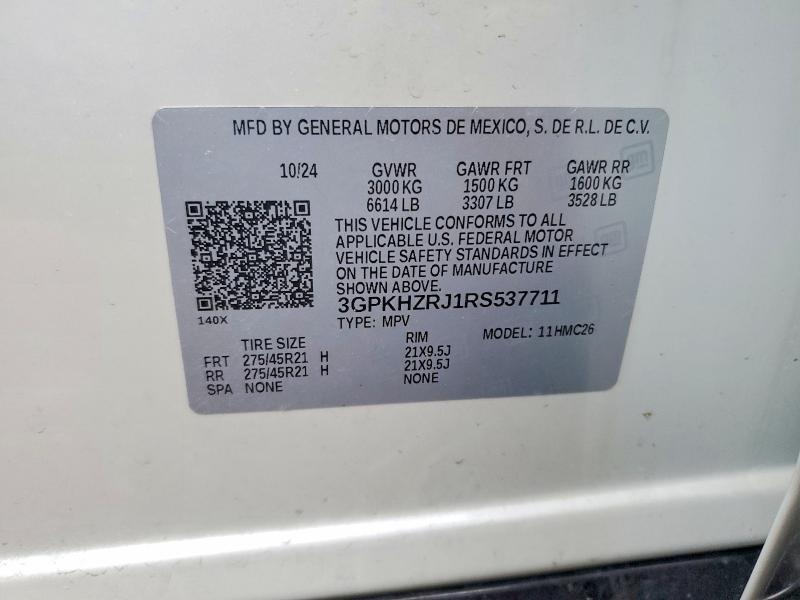 MFD BY GENERAL MOTORS DE MEXICO, S. DE R.L. DE C.V.
10/24 GVWR GAWR FRT GAWR RR
3000 KG 1500 KG 1600 KG
6614 LB 3307 LB 3528 LB
THIS VEHICLE CONFORMS TO ALL
APPLICABLE U.S. FEDERAL MOTOR
VEHICLE SAFETY STANDARDS IN EFFECT
ON THE DATE OF MANUFACTURE
SHOWN ABOVE.
3GPKHZRJ1RS537711
140X
TYPE: MPV MODEL: 11HMC26
TIRE SIZE RIM
FRT 275/45R21 H 21X9.5J
RR 275/45R21 H 21X9.5J
SPA NONE NONE